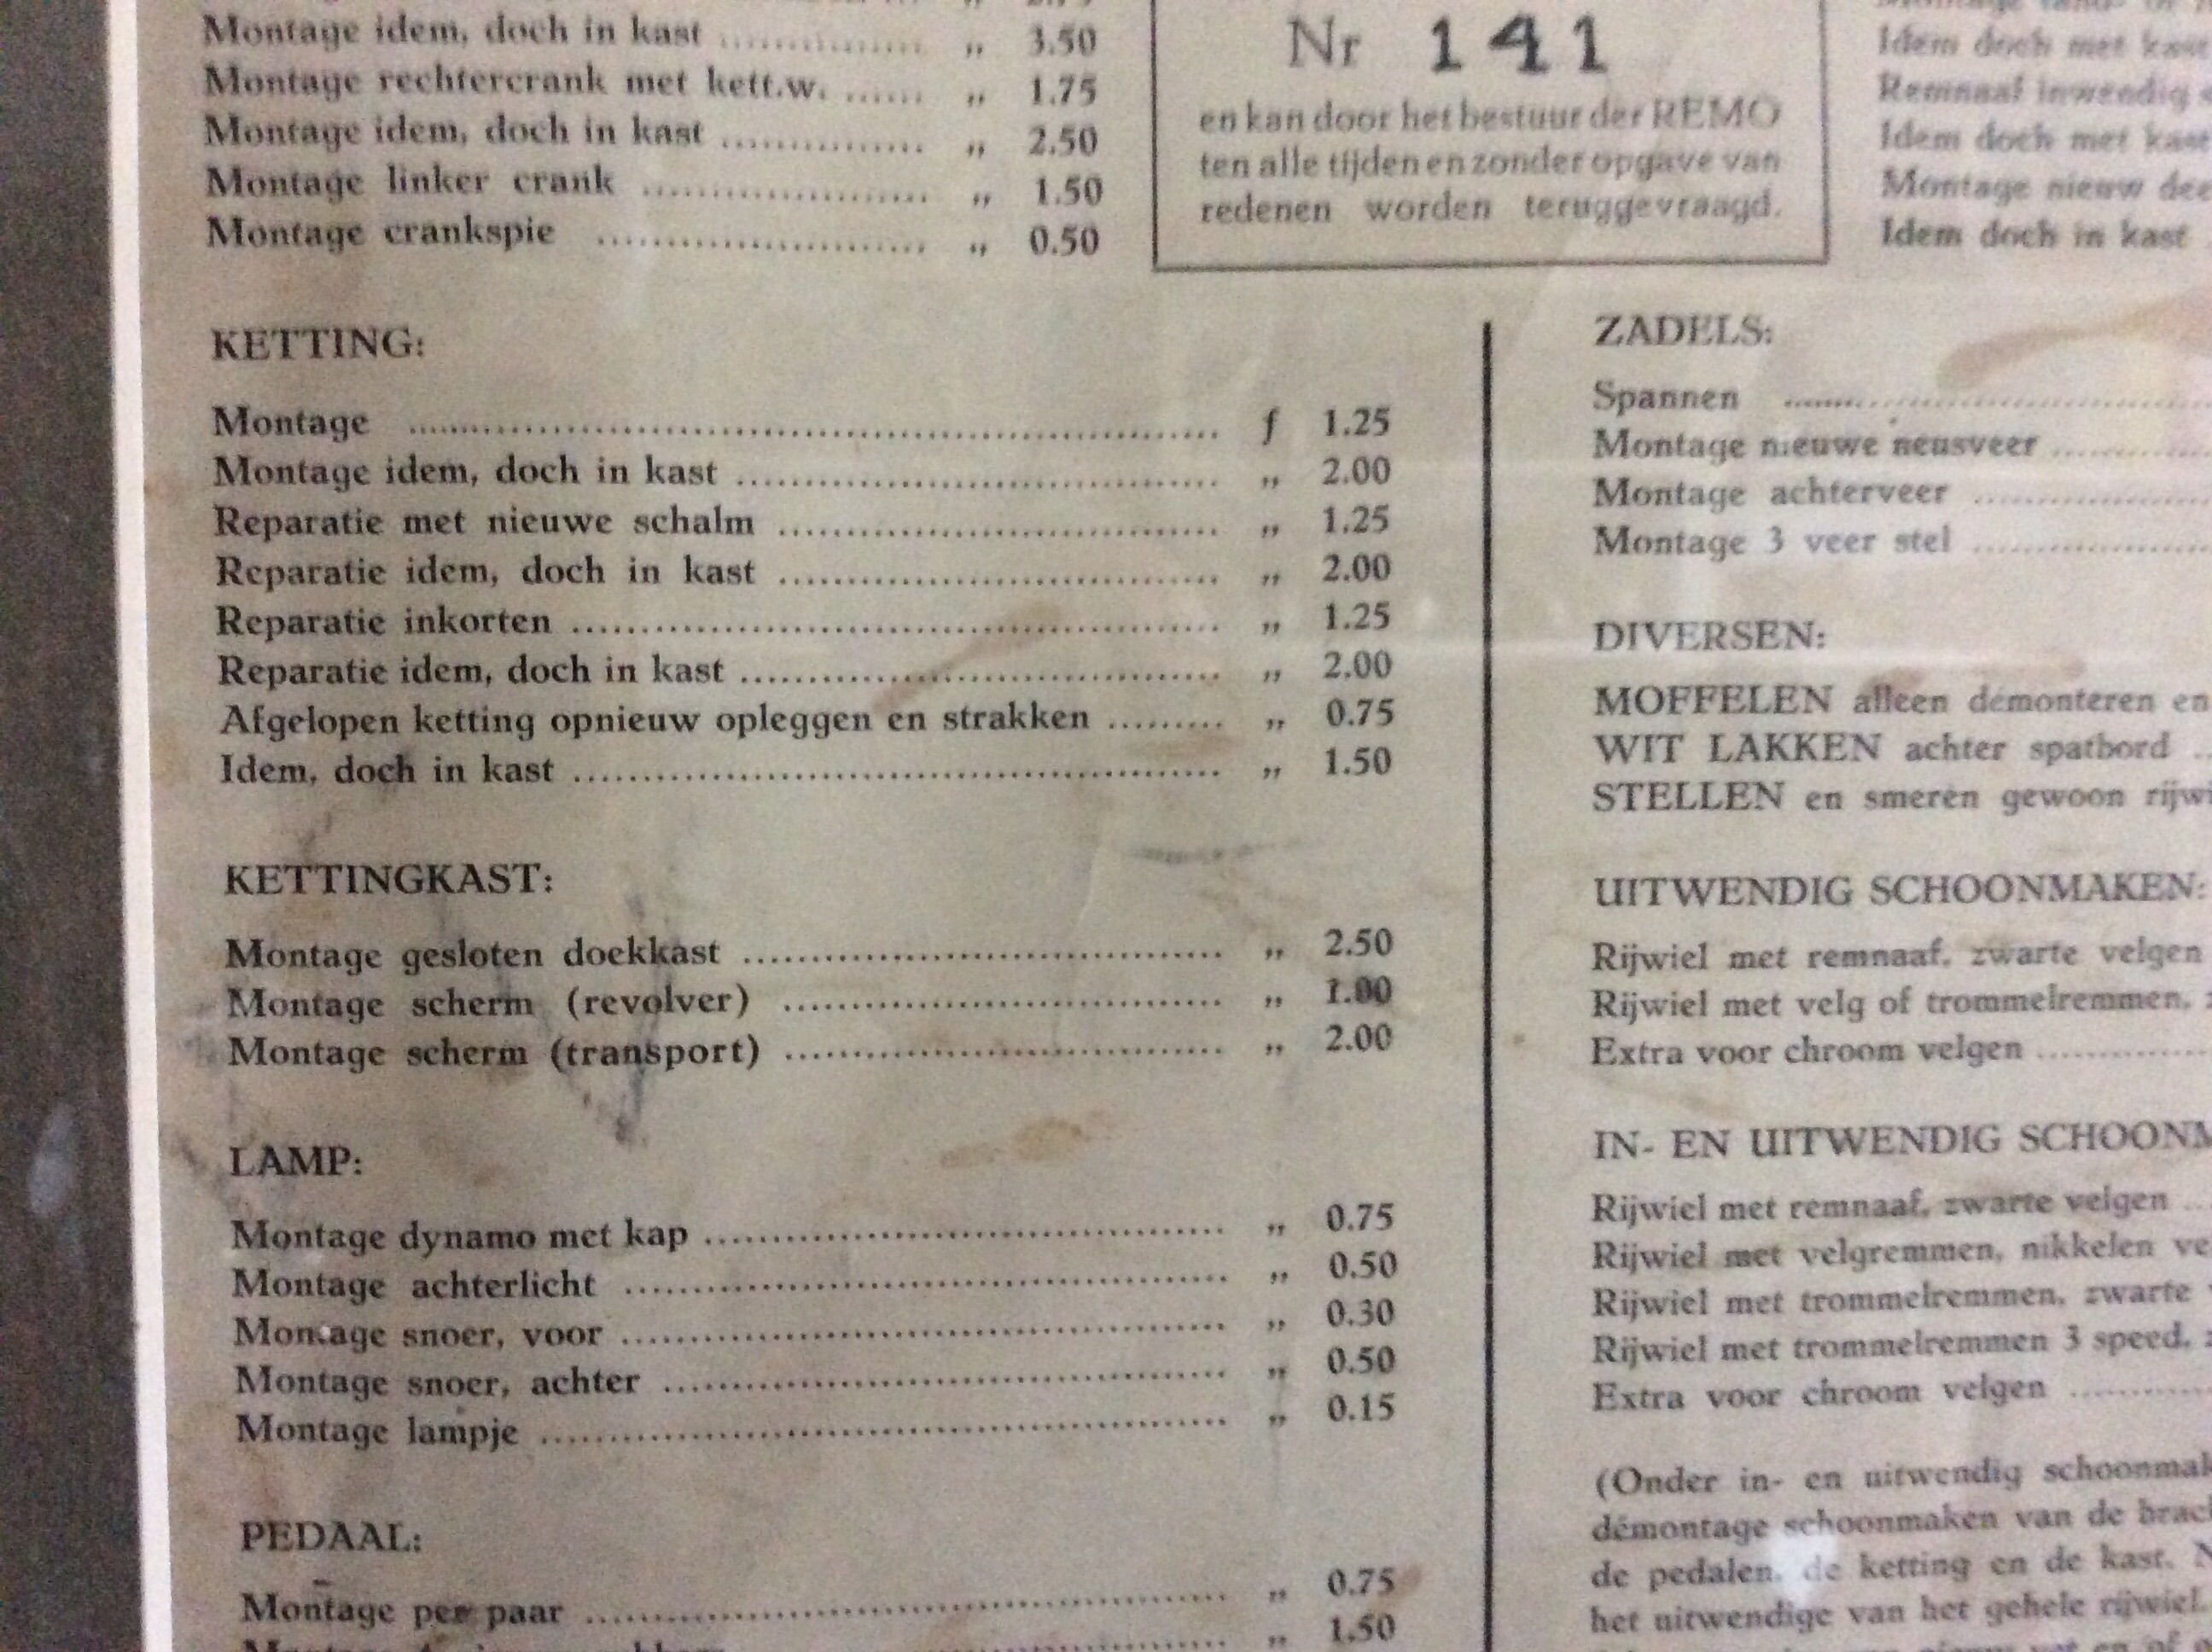 Montage idem, doch in kast .................. „ 3.50
Montage rechtercrank met kett.w. ...... „ 1.75
Montage idem, doch in kast ............... „ 2.50
Montage linker crank ..................... „ 1.50
Montage crankspie ........................ „ 0.50
Nr 141
en kan door het bestuur der REMO
ten alle tijden en zonder opgave van
redenen worden teruggevraagd.
Idem doch met
Remnaaf inwendig
Idem doch met
Montage nieuw
Idem doch in kast
KETTING:
Montage ............................................................ f 1.25
Montage idem, doch in kast .................................... „ 2.00
Reparatie met nieuwe schalm ................................. „ 1.25
Reparatie idem, doch in kast ................................. „ 2.00
Reparatie inkorten ................................................ „ 1.25
Reparatie idem, doch in kast .................................... „ 2.00
Afgelopen ketting opnieuw opleggen en strakken ......... „ 0.75
Idem, doch in kast ................................................ „ 1.50
KETTINGKAST:
Montage gesloten doekkast .................................... „ 2.50
Montage scherm (revolver) ................................. „ 1.00
Montage scherm (transport) ................................. „ 2.00
LAMP:
Montage dynamo met kap ....................................... „ 0.75
Montage achterlicht ............................................. „ 0.50
Montage snoer, voor ............................................. „ 0.30
Montage snoer, achter .......................................... „ 0.50
Montage lampje ................................................... „ 0.15
PEDAAL:
Montage per paar ................................................ „ 0.75
„ 1.50
ZADELS:
Spannen ..............................
Montage nieuwe neusveer ............
Montage achterveer ..................
Montage 3 veer stel ..................
DIVERSEN:
MOFFELEN alleen démonteren en
WIT LAKKEN achter spatbord ..
STELLEN en smeren gewoon
UITWENDIG SCHOONMAKEN:
Rijwiel met remnaaf, zwarte velgen
Rijwiel met velg of trommelremmen,
Extra voor chroom velgen ...............
IN- EN UITWENDIG
Rijwiel met remnaaf, zwarte velgen ..
Rijwiel met velgremmen, nikkelen
Rijwiel met trommelremmen, zwarte
Rijwiel met trommelremmen 3 speed,
Extra voor chroom velgen ............
(Onder in- en uitwendig
démontage schoonmaken van de
de pedalen, de ketting en de kast.
het uitwendige van het gehele rijwiel.